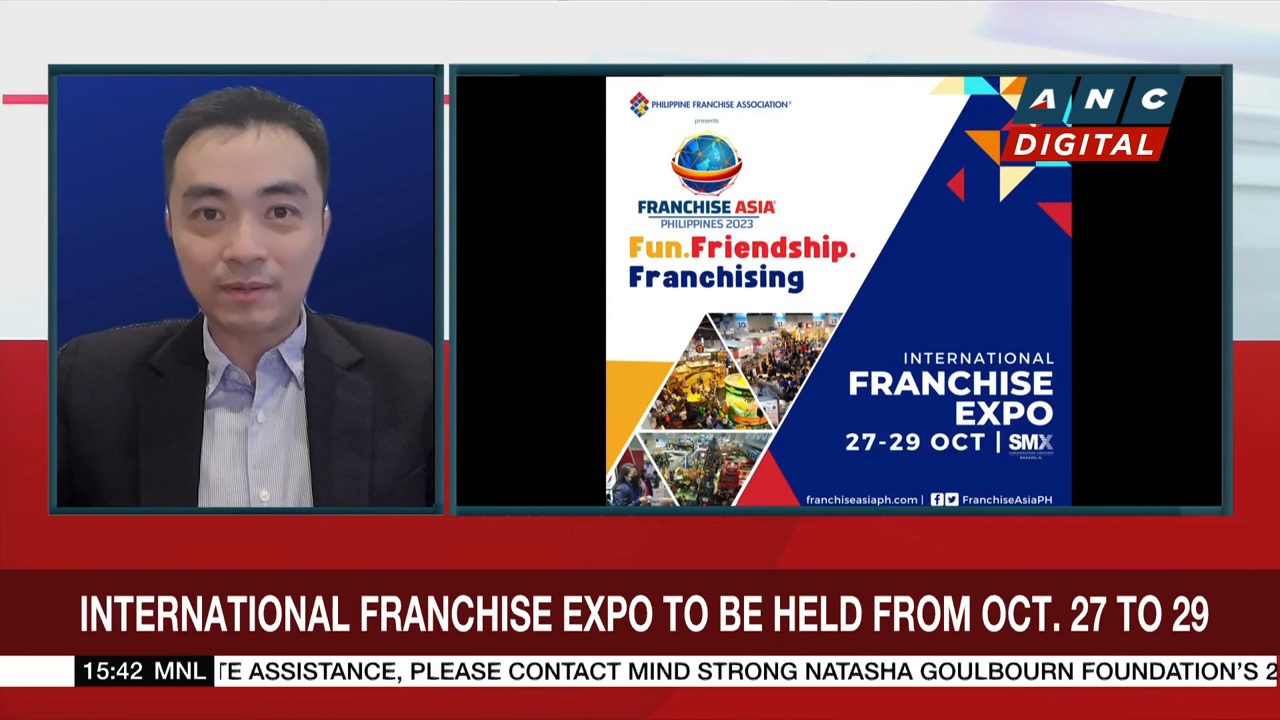 PHILIPPINE FRANCHISE ASSOCIATION
presents
FRANCHISE ASIA
PHILIPPINES 2023
Fun.Friendship.
Franchising
ANC
DIGITAL
INTERNATIONAL
FRANCHISE
EXPO
27-29 OCT | SMX
MANILA
franchiseasiaph.com | FranchiseAsiaPH
INTERNATIONAL FRANCHISE EXPO TO BE HELD FROM OCT. 27 TO 29
15:42 MNL TE ASSISTANCE, PLEASE CONTACT MIND STRONG NATASHA GOULBOURN FOUNDATION'S 2